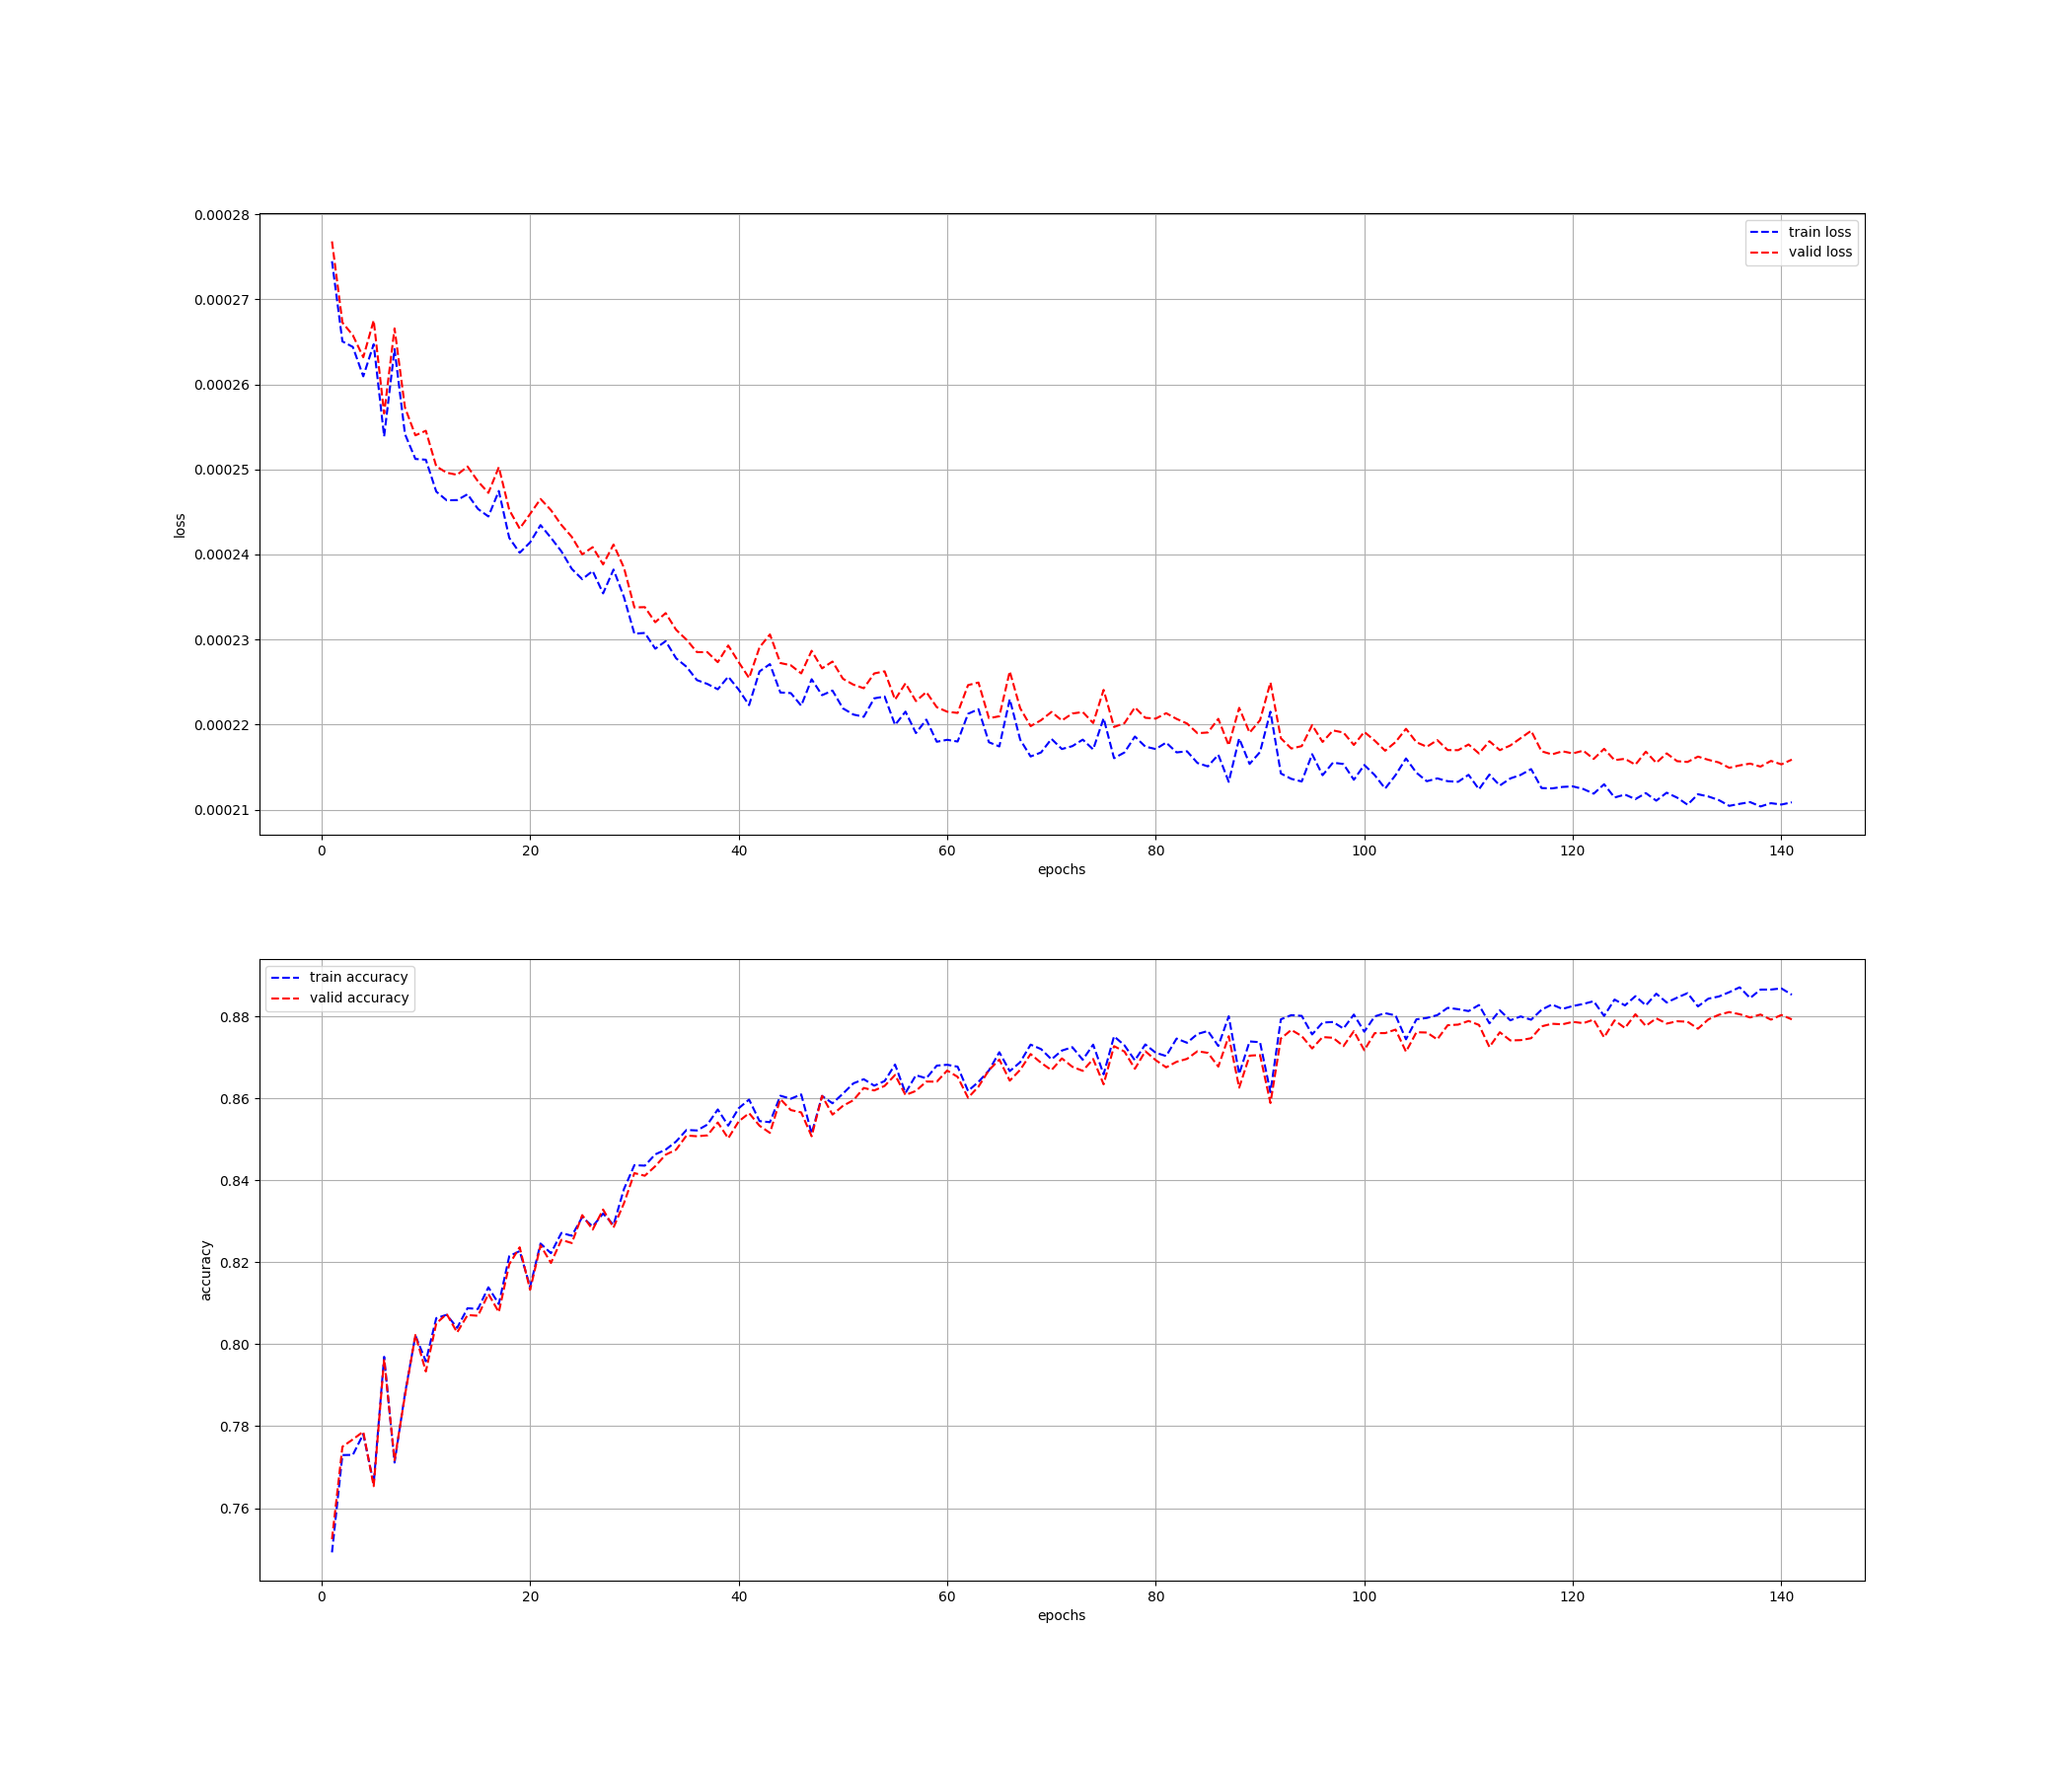 0.00028
0.00027
0.00026
0.00025
0.00024
0.00023
0.00022
0.00021
loss
train loss
valid loss
0 20 40 60 80 100 120 140
epochs
train accuracy
valid accuracy
0.88
0.86
0.84
0.82
0.80
0.78
0.76
accuracy
0 20 40 60 80 100 120 140
epochs